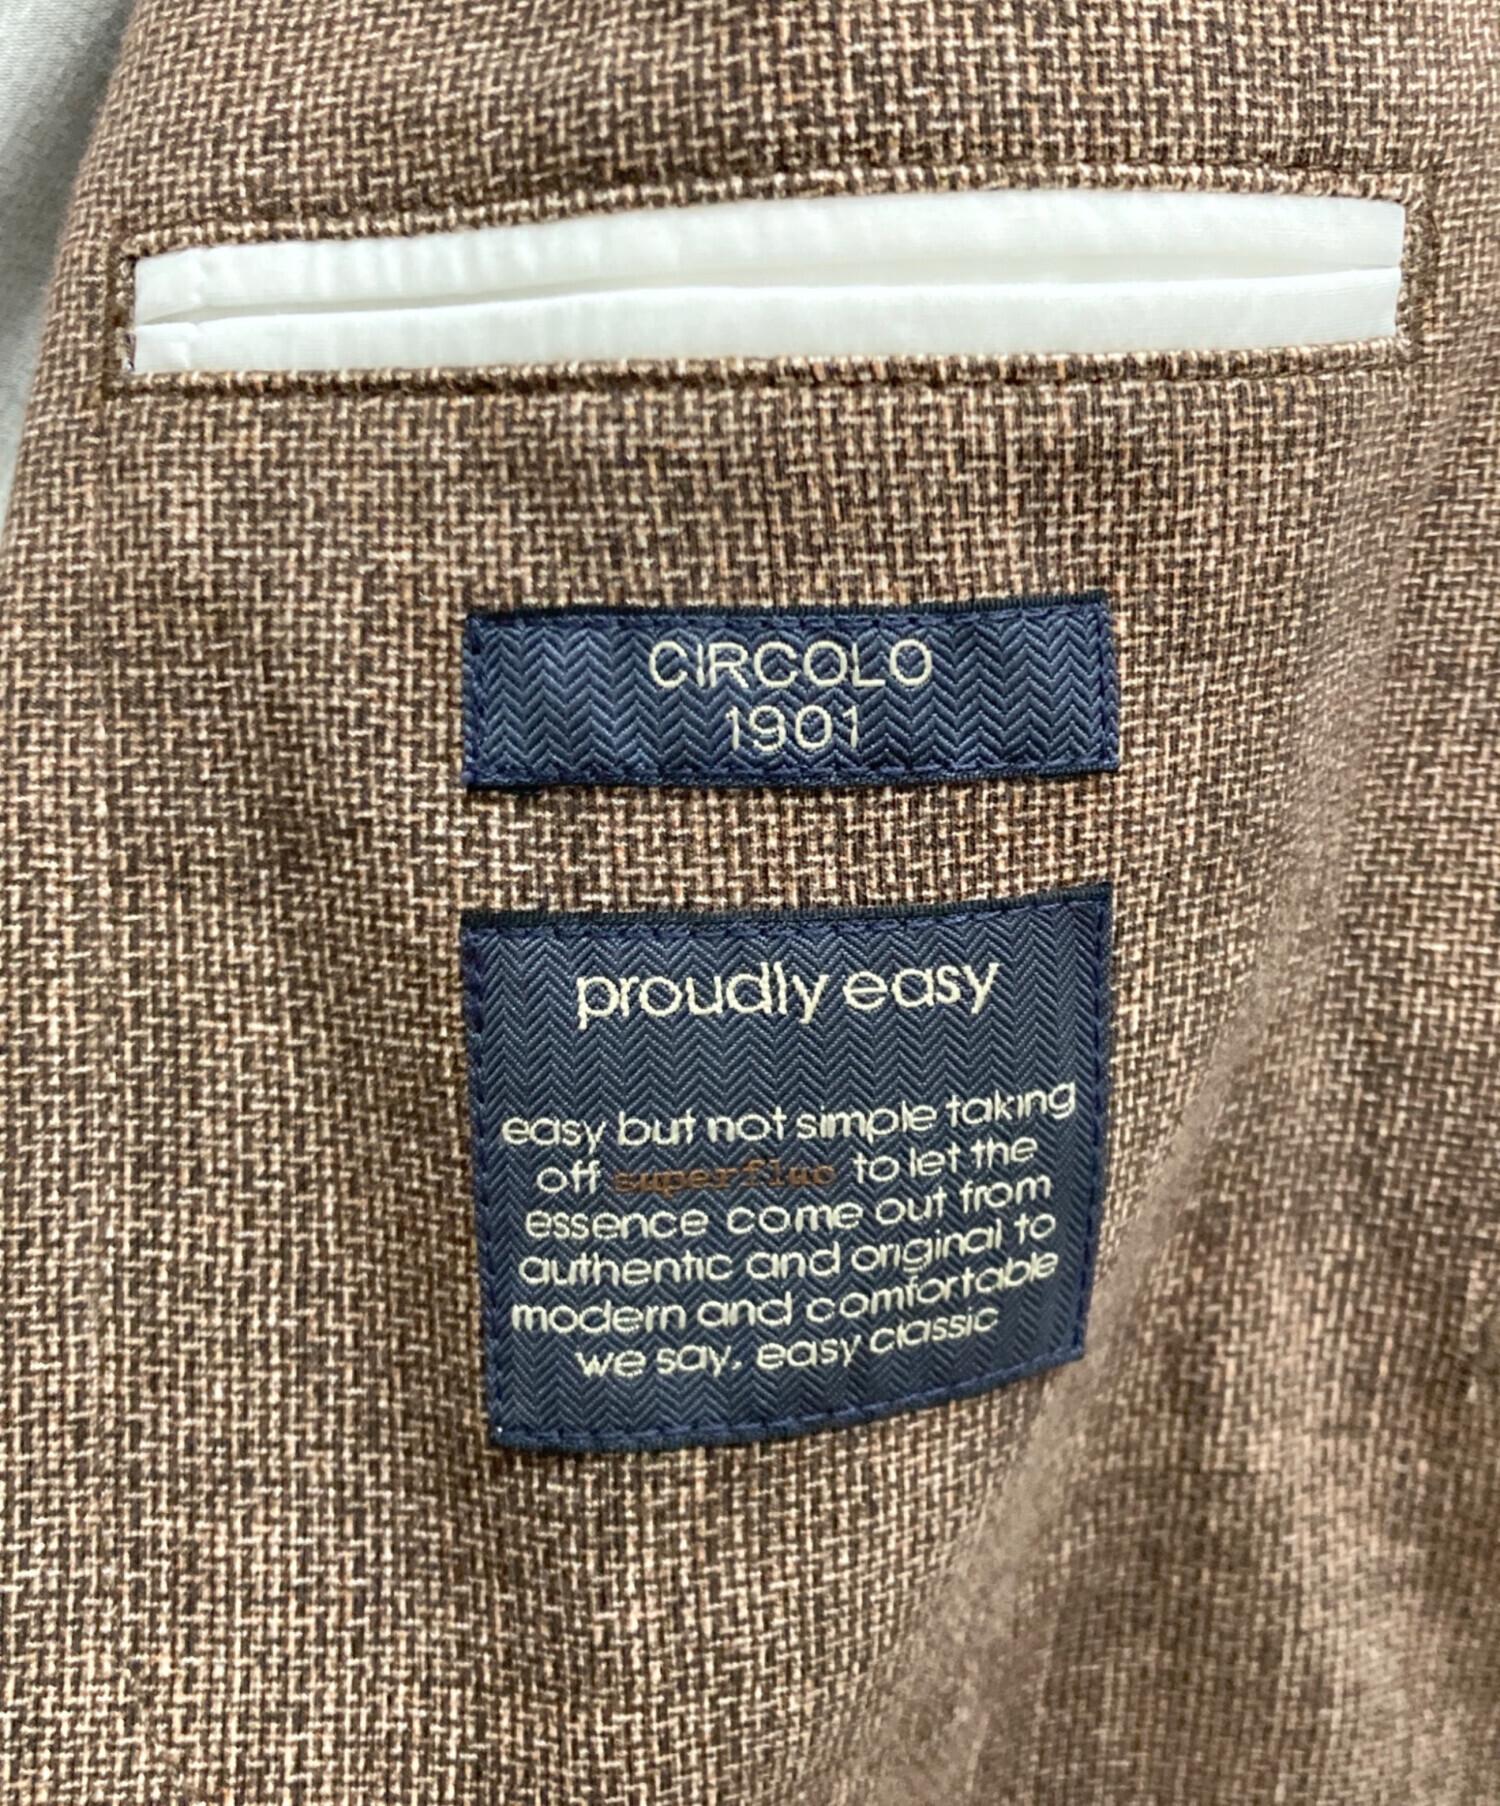 CIRCOLO
1901
proudly easy
easy but not simple taking
off superfluo to let the
essence come out from
authentic and original to
modern and comfortable
we say, easy classic